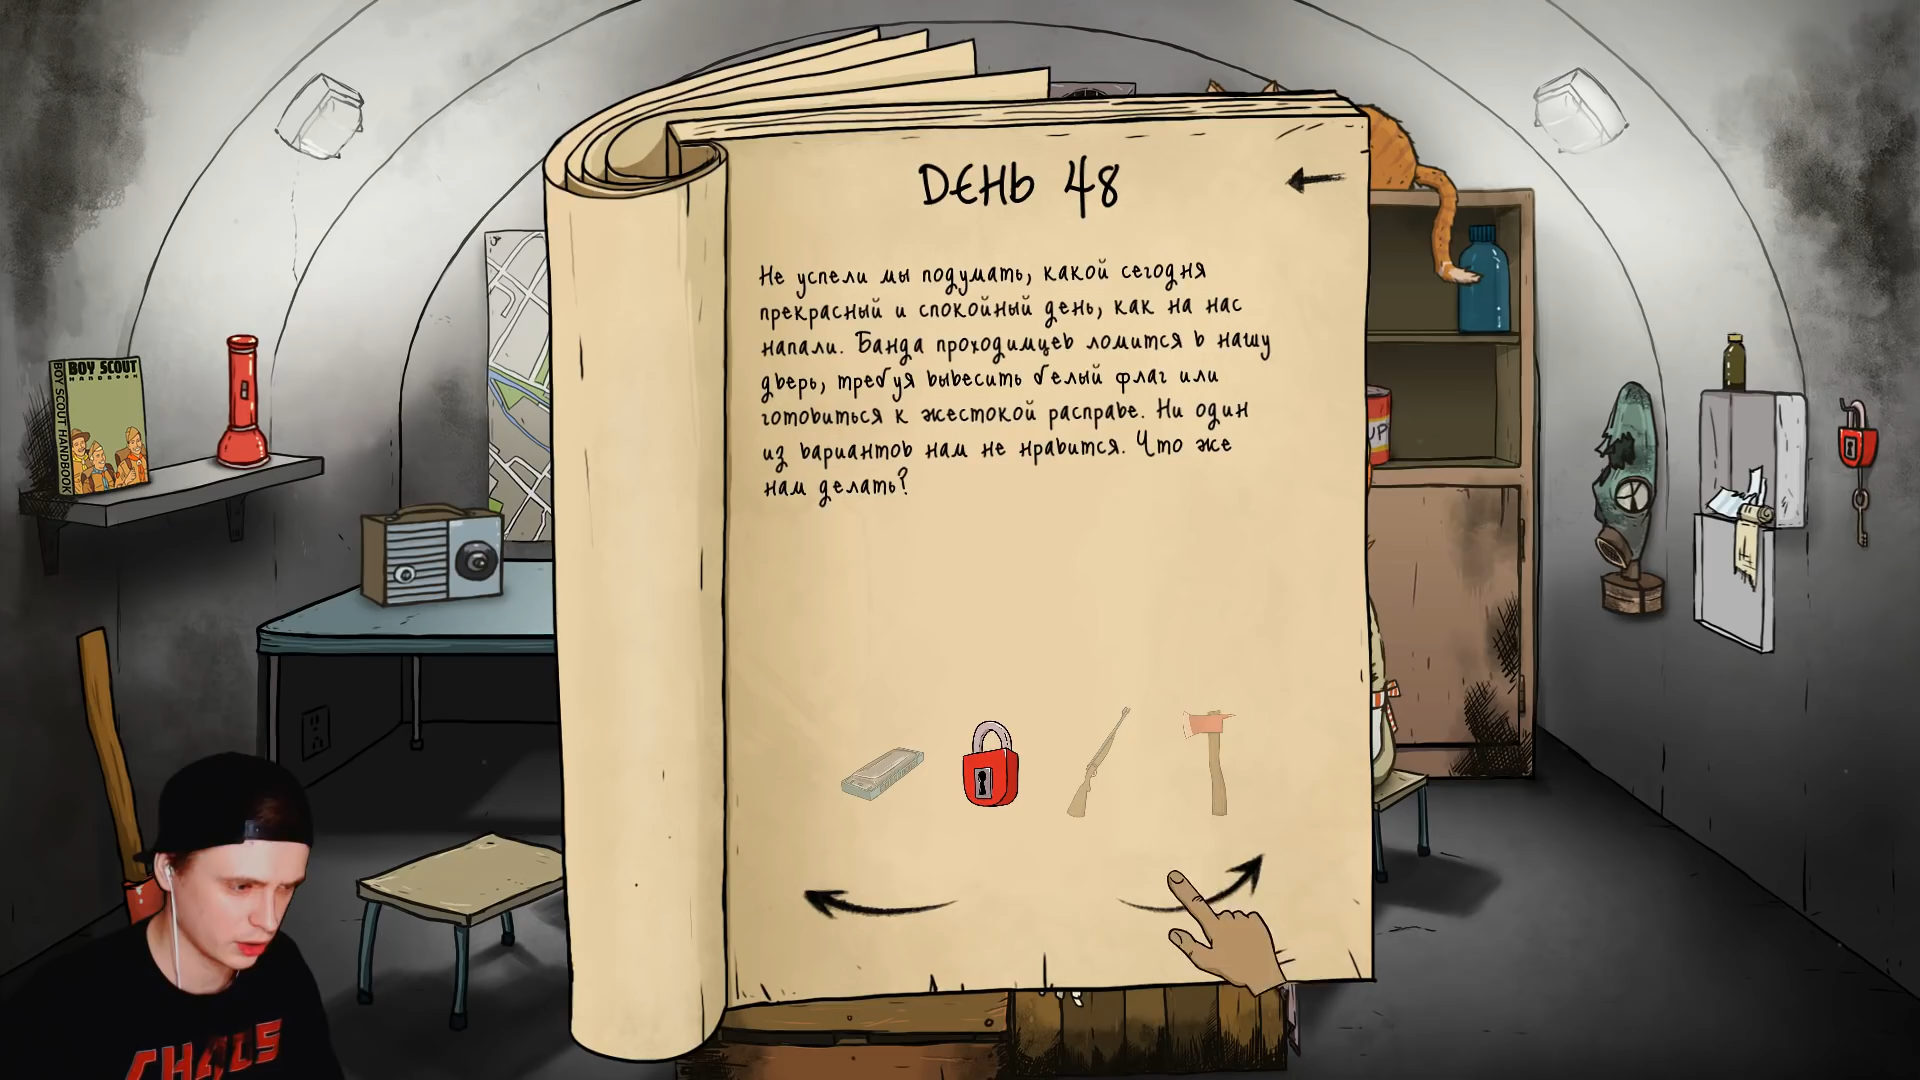 ДЕНЬ 48
Не успели мы подумать, какой сегодня
прекрасный и спокойный день, как на нас
напали. Банда проходимцев ломится в нашу
дверь, требуя вывесить белый флаг или
готовиться к жестокой расправе. Ни один
из вариантов нам не нравится. Что же
нам делать?
BOY SCOUT
HANDBOOK
BOY SCOUT HANDBOOK
UP
CHAOS